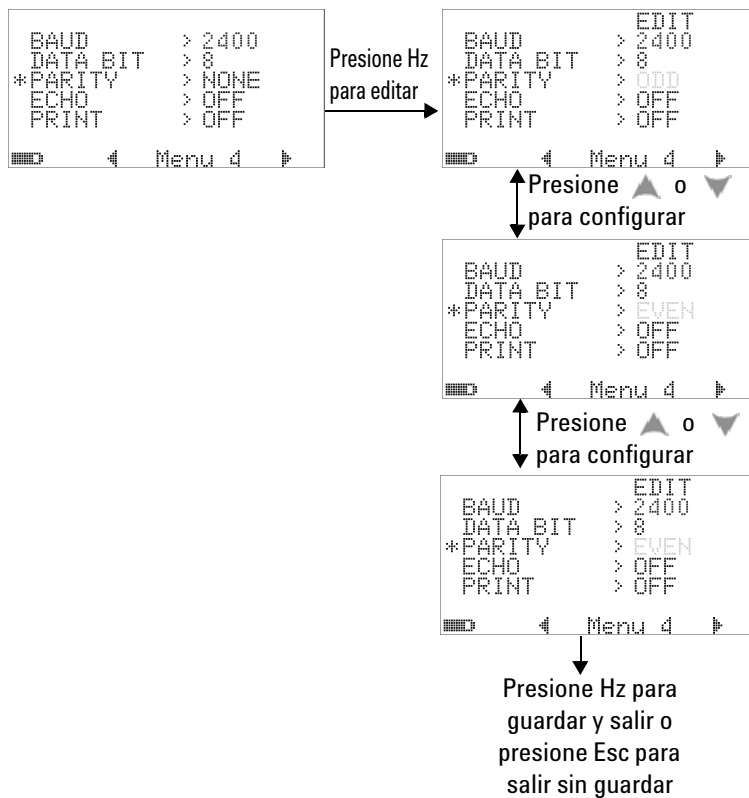 BAUD > 2400
DATA BIT > 8
*PARITY > NONE
ECHO > OFF
PRINT > OFF
Menu 4
Presione Hz
para editar
EDIT
BAUD > 2400
DATA BIT > 8
*PARITY > ODD
ECHO > OFF
PRINT > OFF
Menu 4
Presione o
para configurar
EDIT
BAUD > 2400
DATA BIT > 8
*PARITY > EVEN
ECHO > OFF
PRINT > OFF
Menu 4
Presione o
para configurar
EDIT
BAUD > 2400
DATA BIT > 8
*PARITY > EVEN
ECHO > OFF
PRINT > OFF
Menu 4
Presione Hz para
guardar y salir o
presione Esc para
salir sin guardar